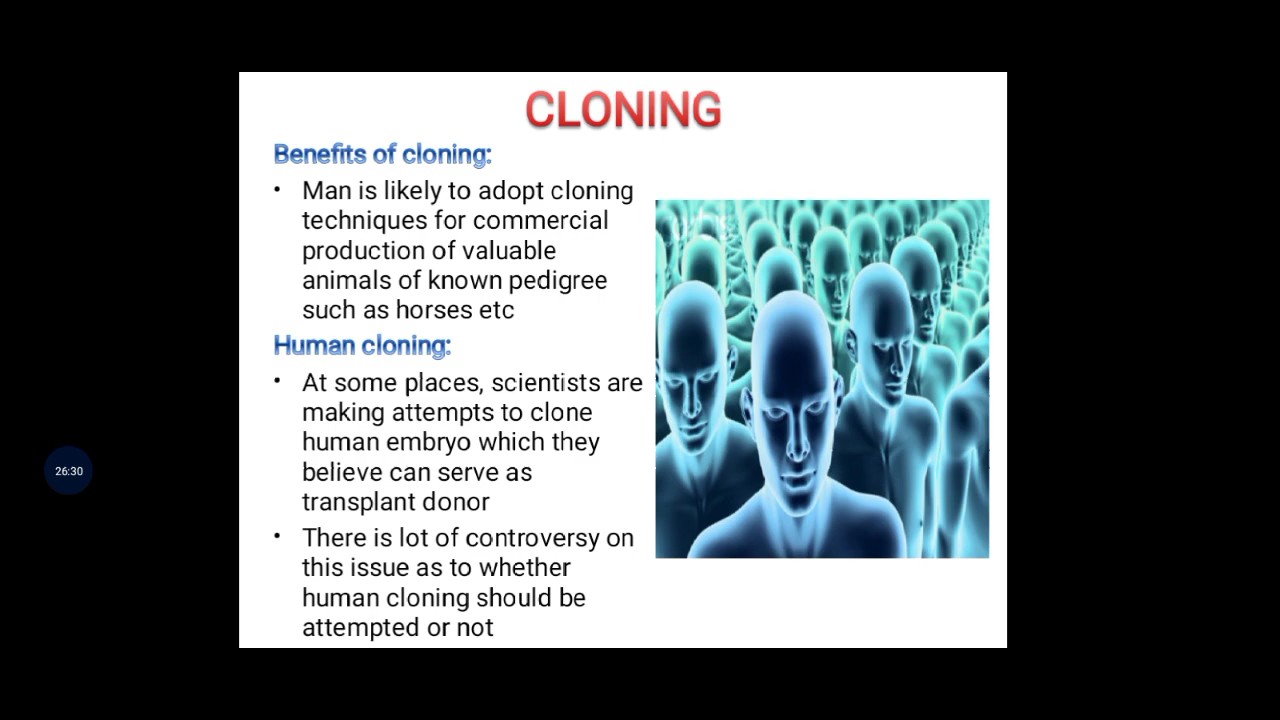 CLONING
Benefits of cloning:
• Man is likely to adopt cloning
techniques for commercial
production of valuable
animals of known pedigree
such as horses etc
Human cloning:
• At some places, scientists are
making attempts to clone
human embryo which they
believe can serve as
transplant donor
• There is lot of controversy on
this issue as to whether
human cloning should be
attempted or not
26:30